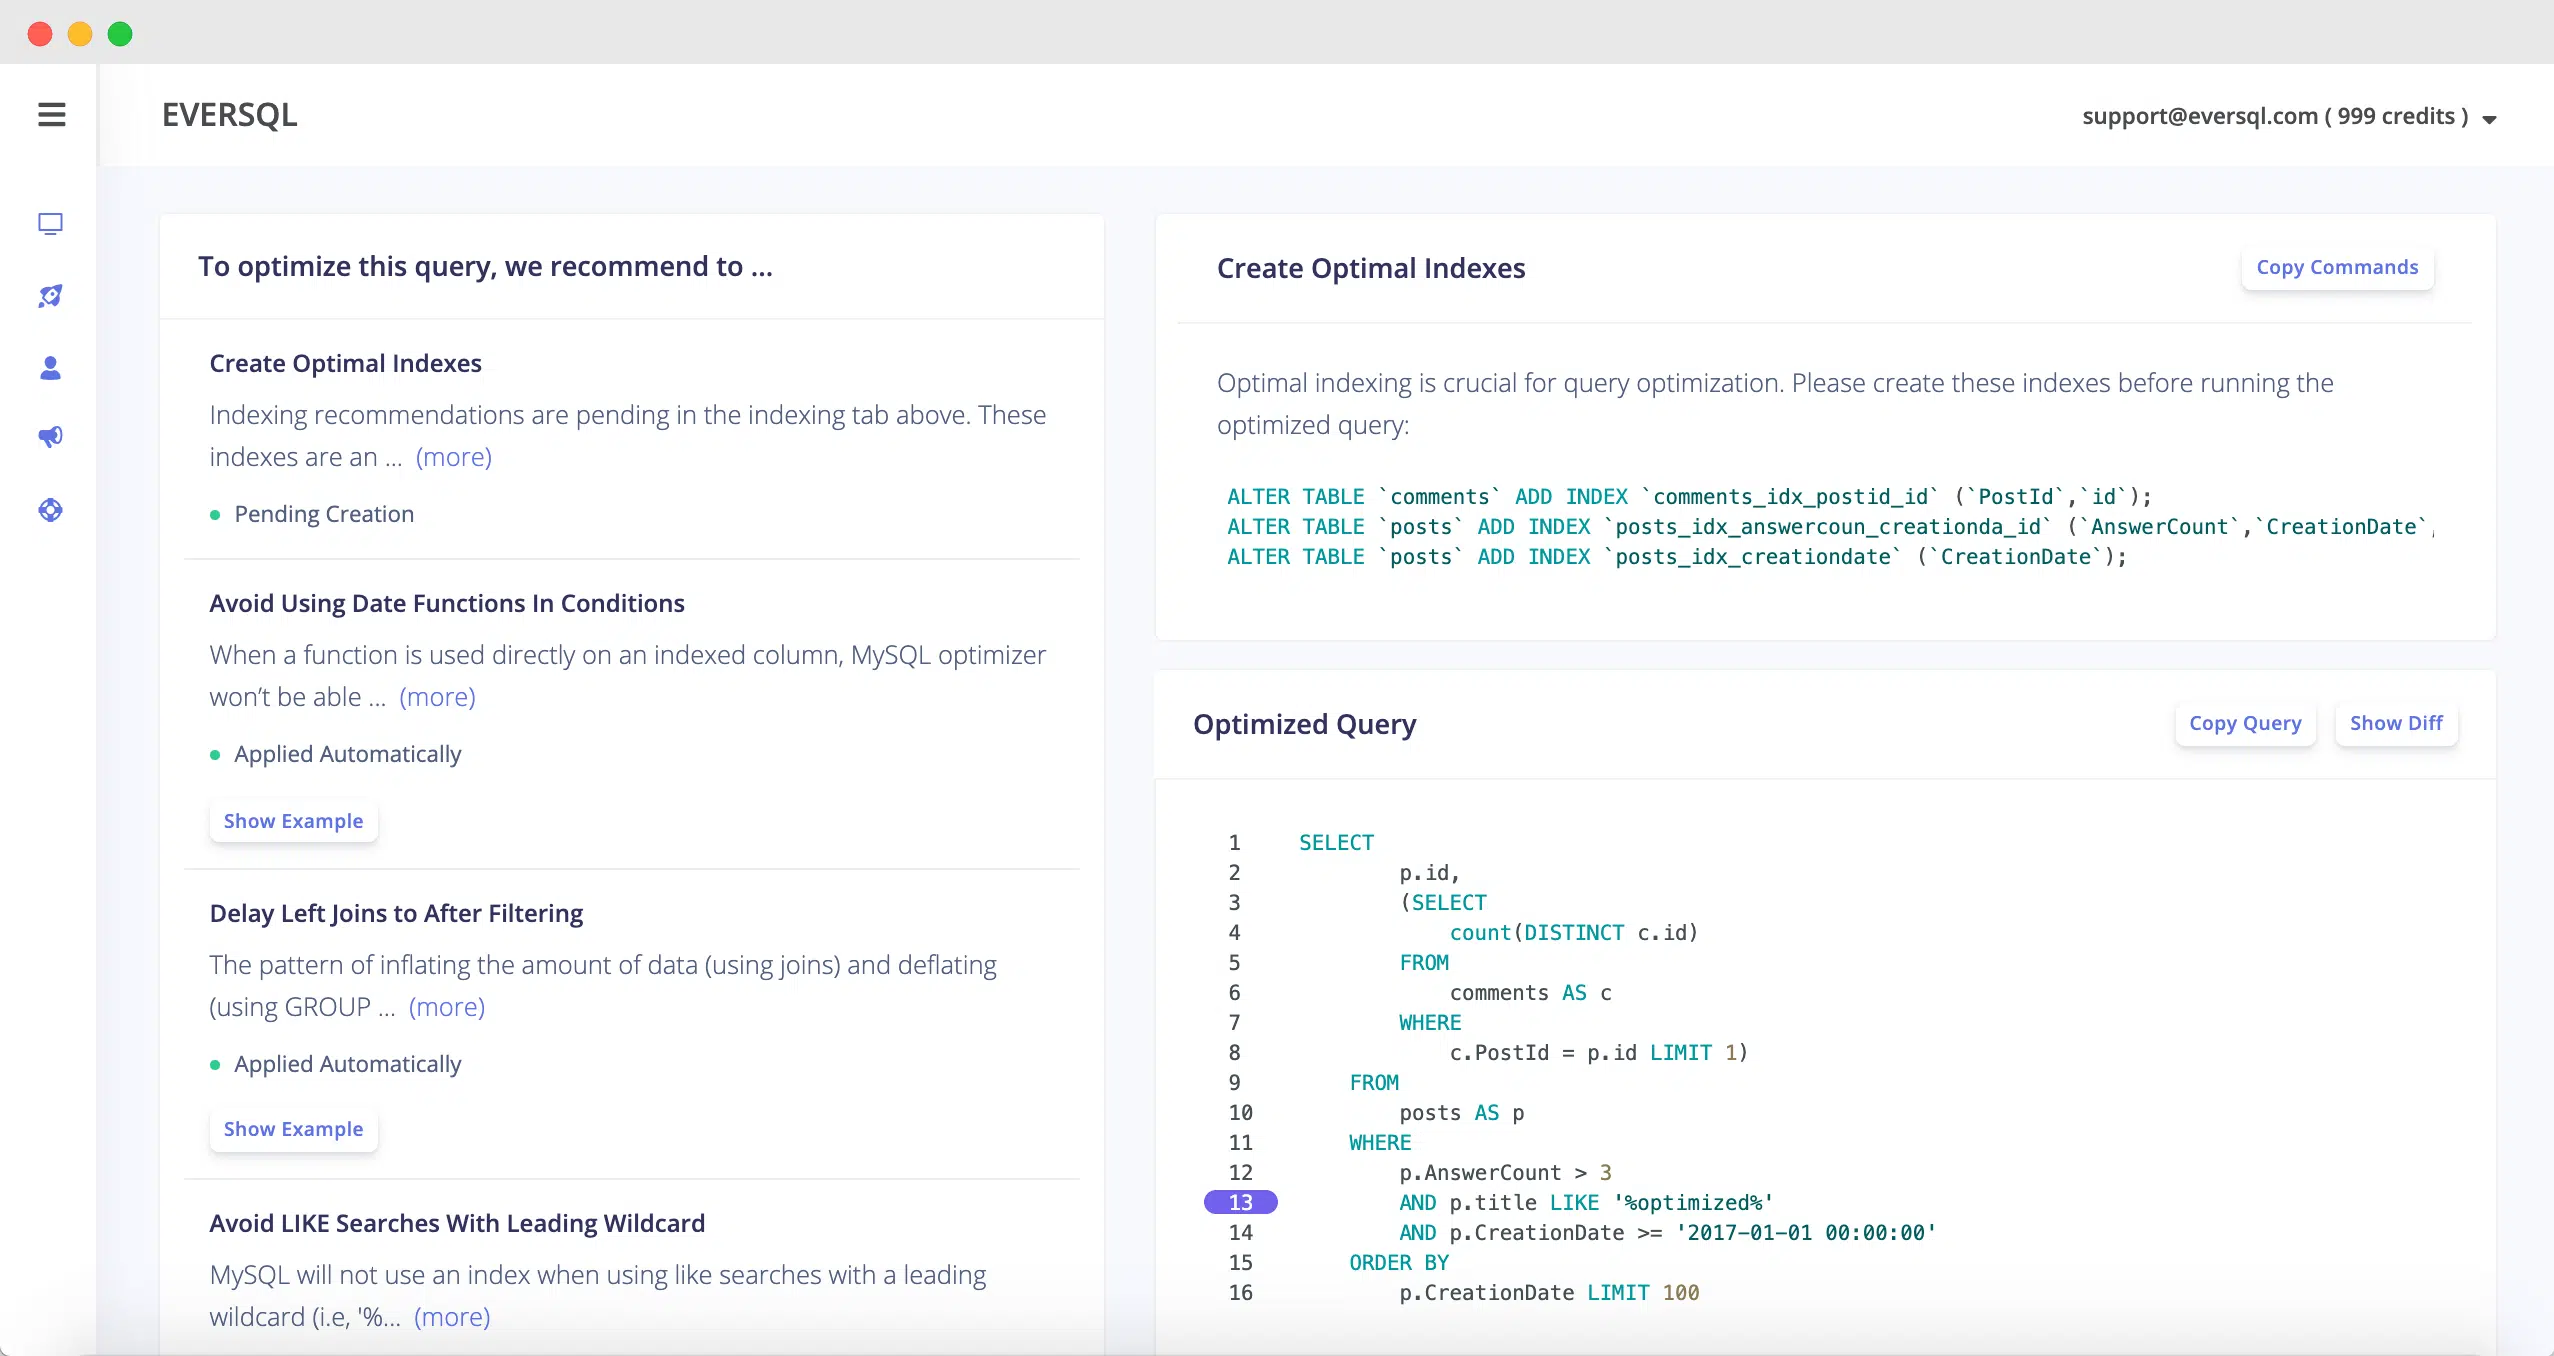 EVERSQL
support@eversql.com ( 999 credits )
To optimize this query, we recommend to ...
Create Optimal Indexes
Indexing recommendations are pending in the indexing tab above. These
indexes are an ... (more)
Pending Creation
Avoid Using Date Functions In Conditions
When a function is used directly on an indexed column, MySQL optimizer
won’t be able ... (more)
Applied Automatically
Show Example
Delay Left Joins to After Filtering
The pattern of inflating the amount of data (using joins) and deflating
(using GROUP ... (more)
Applied Automatically
Show Example
Avoid LIKE Searches With Leading Wildcard
MySQL will not use an index when using like searches with a leading
wildcard (i.e, '%... (more)
Create Optimal Indexes
Copy Commands
Optimal indexing is crucial for query optimization. Please create these indexes before running the
optimized query:
ALTER TABLE `comments` ADD INDEX `comments_idx_postid_id` (`PostId`,`id`);
ALTER TABLE `posts` ADD INDEX `posts_idx_answercoun_creationda_id` (`AnswerCount`,`CreationDate`,
ALTER TABLE `posts` ADD INDEX `posts_idx_creationdate` (`CreationDate`);
Optimized Query
Copy Query
Show Diff
1 SELECT
2 p.id,
3 (SELECT
4 count(DISTINCT c.id)
5 FROM
6 comments AS c
7 WHERE
8 c.PostId = p.id LIMIT 1)
9 FROM
10 posts AS p
11 WHERE
12 p.AnswerCount > 3
13 AND p.title LIKE '%optimized%'
14 AND p.CreationDate >= '2017-01-01 00:00:00'
15 ORDER BY
16 p.CreationDate LIMIT 100